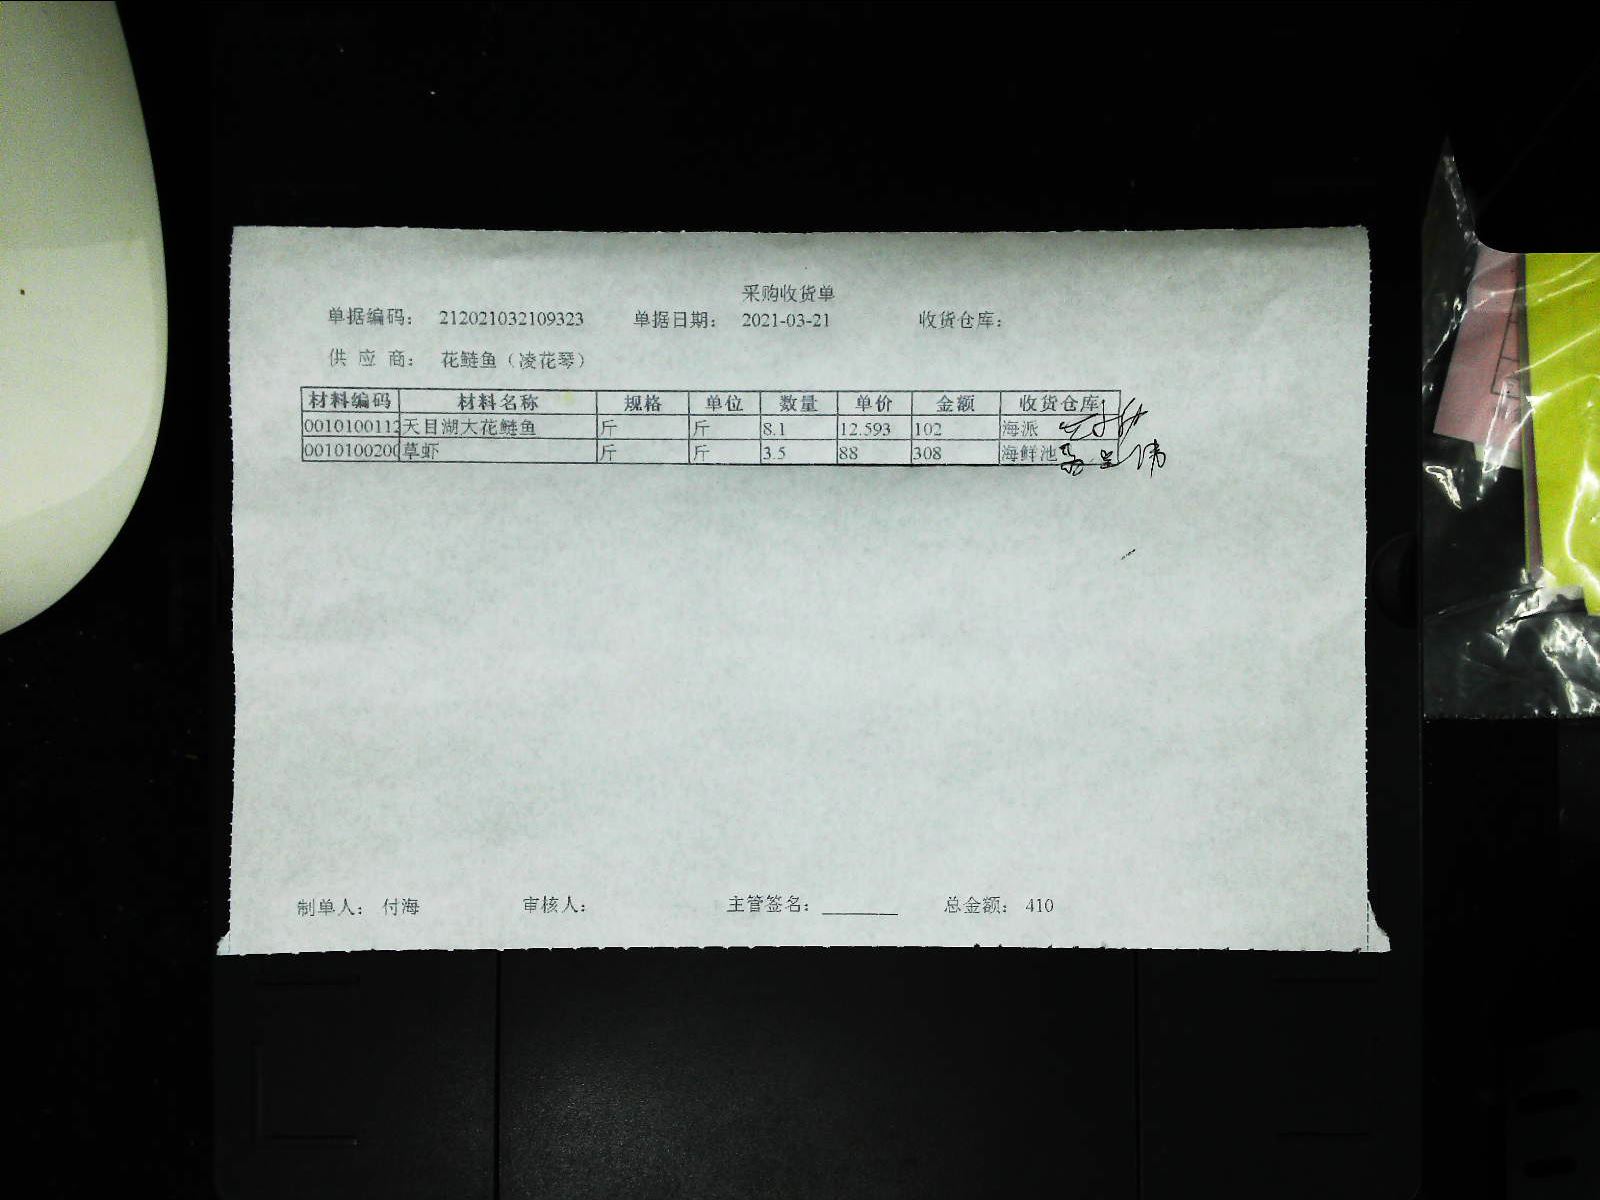 采购收货单
单据编码: 212021032109323 单据日期: 2021-03-21 收货仓库:
供 应 商: 花鲢鱼（凌花琴）
材料编码 材料名称 规格 单位 数量 单价 金额 收货仓库
0010100112 天目湖大花鲢鱼 斤 斤 8.1 12.593 102 海派
0010100200 草虾 斤 斤 3.5 88 308 海鲜池
制单人: 付海 审核人: 主管签名: ________ 总金额: 410